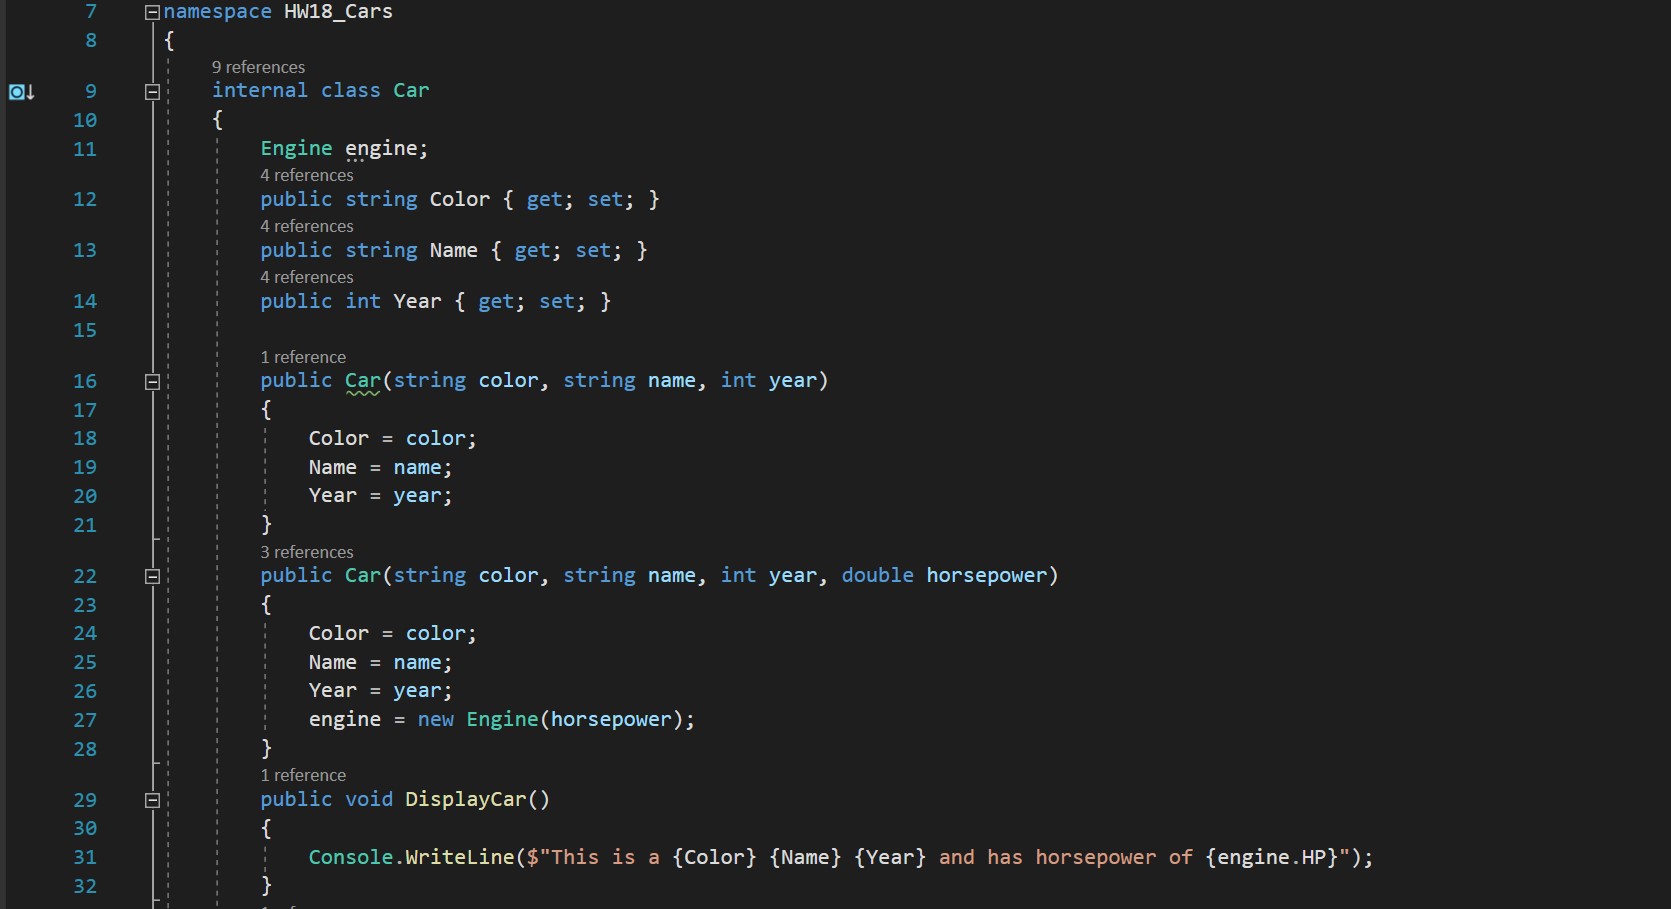 7 namespace HW18_Cars
8 {
9 references
9 internal class Car
10 {
11 Engine engine;
4 references
12 public string Color { get; set; }
4 references
13 public string Name { get; set; }
4 references
14 public int Year { get; set; }
15
1 reference
16 public Car(string color, string name, int year)
17 {
18 Color = color;
19 Name = name;
20 Year = year;
21 }
3 references
22 public Car(string color, string name, int year, double horsepower)
23 {
24 Color = color;
25 Name = name;
26 Year = year;
27 engine = new Engine(horsepower);
28 }
1 reference
29 public void DisplayCar()
30 {
31 Console.WriteLine($"This is a {Color} {Name} {Year} and has horsepower of {engine.HP}");
32 }